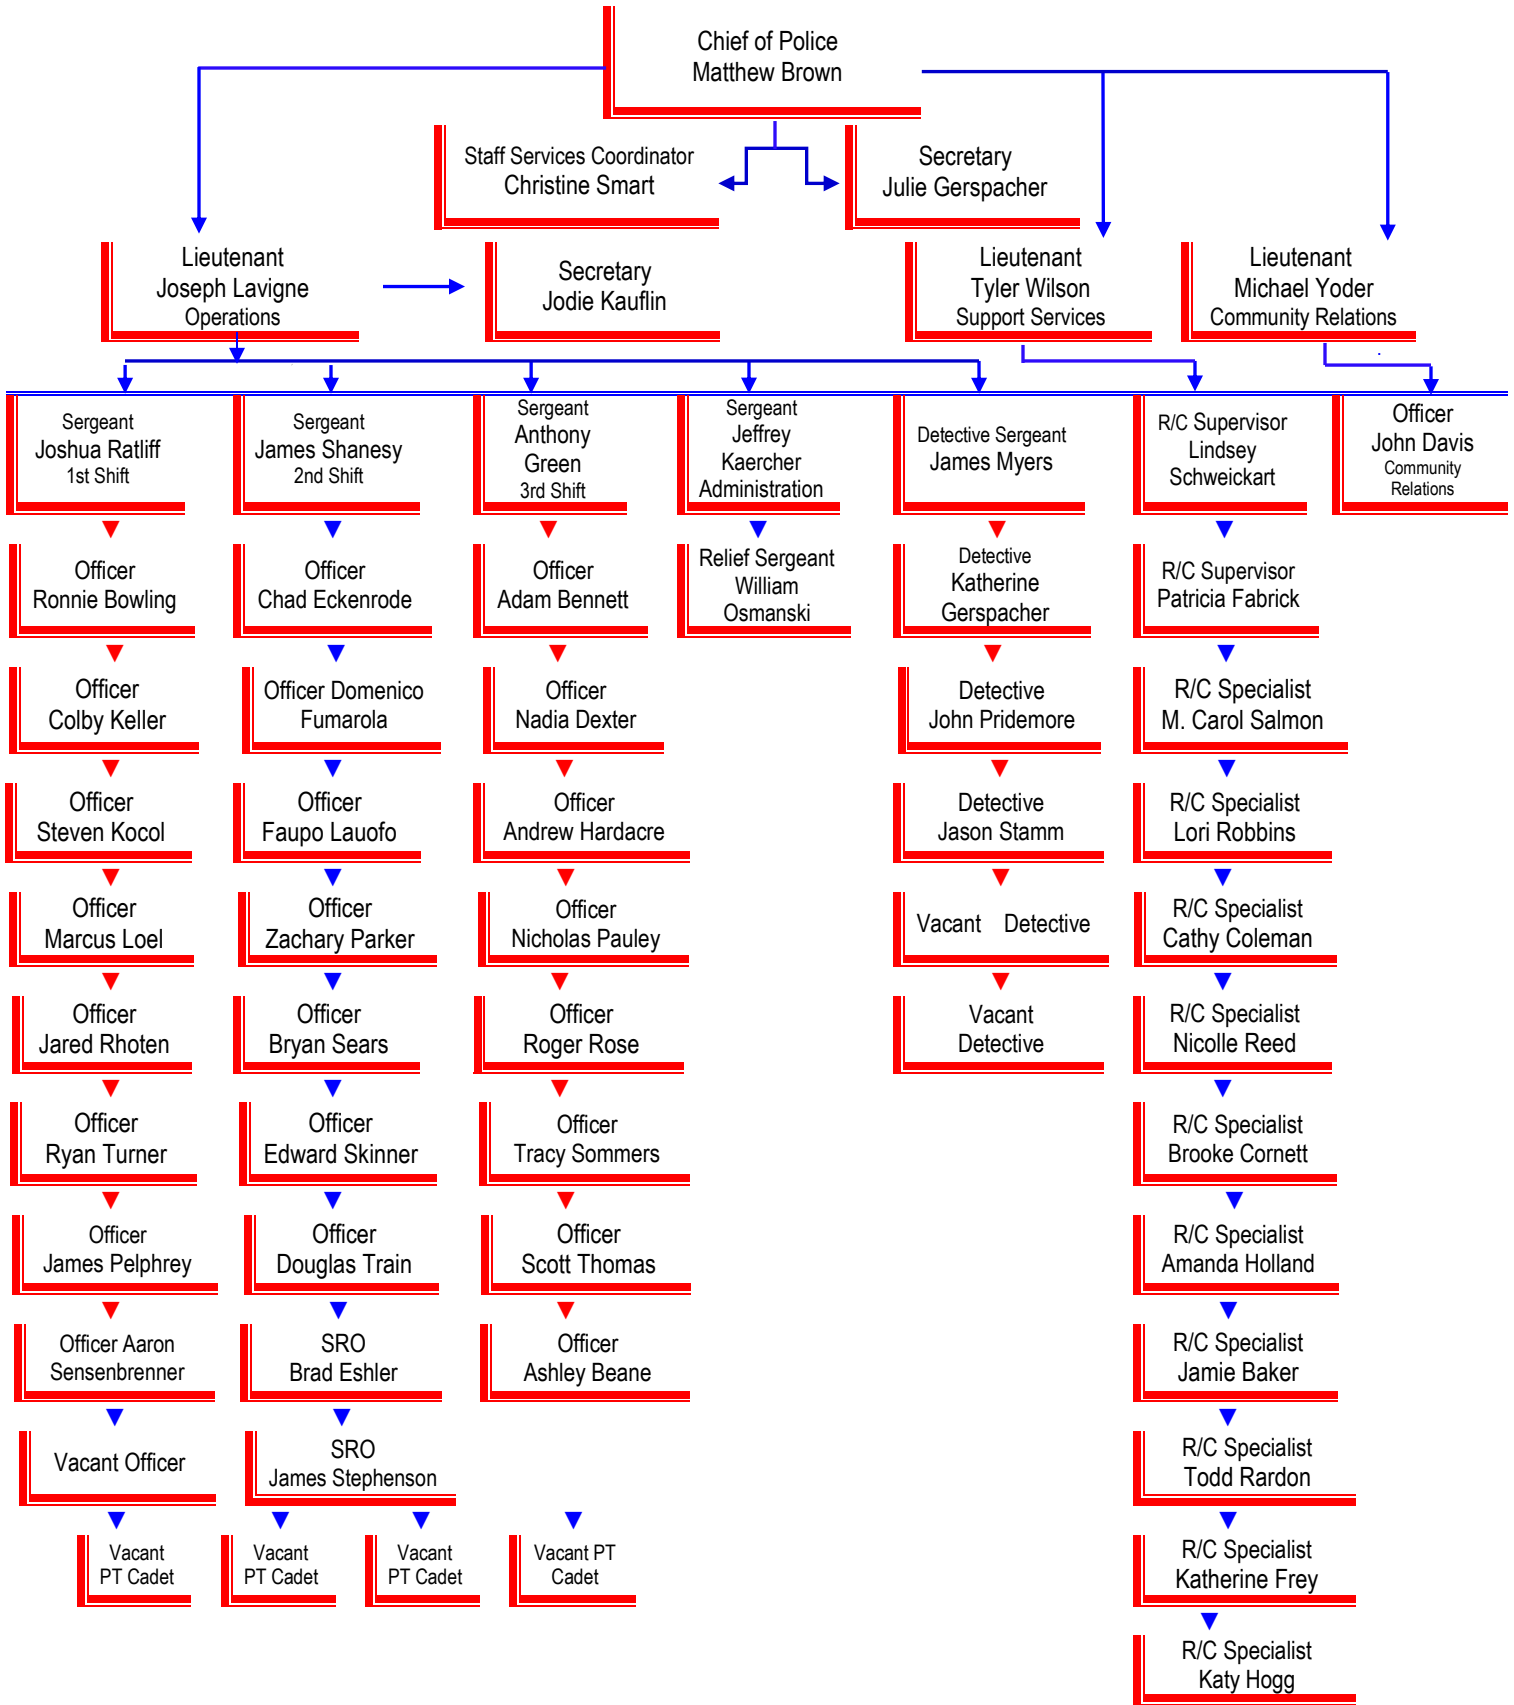 Chief of Police
Matthew Brown
Staff Services Coordinator
Christine Smart
Secretary
Julie Gerspacher
Lieutenant
Joseph Lavigne
Operations
Secretary
Jodie Kauflin
Lieutenant
Tyler Wilson
Support Services
Lieutenant
Michael Yoder
Community Relations
Sergeant
Joshua Ratliff
1st Shift
Sergeant
James Shanesy
2nd Shift
Sergeant
Anthony
Green
3rd Shift
Sergeant
Jeffrey
Kaercher
Administration
Detective Sergeant
James Myers
R/C Supervisor
Lindsey
Schweickart
Officer
John Davis
Community
Relations
Officer
Ronnie Bowling
Officer
Chad Eckenrode
Officer
Adam Bennett
Relief Sergeant
William
Osmanski
Detective
Katherine
Gerspacher
R/C Supervisor
Patricia Fabrick
Officer
Colby Keller
Officer Domenico
Fumarola
Officer
Nadia Dexter
Detective
John Pridemore
R/C Specialist
M. Carol Salmon
Officer
Steven Kocol
Officer
Faupo Lauofo
Officer
Andrew Hardacre
Detective
Jason Stamm
R/C Specialist
Lori Robbins
Officer
Marcus Loel
Officer
Zachary Parker
Officer
Nicholas Pauley
Vacant Detective
R/C Specialist
Cathy Coleman
Officer
Jared Rhoten
Officer
Bryan Sears
Officer
Roger Rose
Vacant
Detective
R/C Specialist
Nicolle Reed
Officer
Ryan Turner
Officer
Edward Skinner
Officer
Tracy Sommers
R/C Specialist
Brooke Cornett
Officer
James Pelphrey
Officer
Douglas Train
Officer
Scott Thomas
R/C Specialist
Amanda Holland
Officer Aaron
Sensenbrenner
SRO
Brad Eshler
Officer
Ashley Beane
R/C Specialist
Jamie Baker
Vacant Officer
SRO
James Stephenson
R/C Specialist
Todd Rardon
Vacant
PT Cadet
Vacant
PT Cadet
Vacant
PT Cadet
Vacant PT
Cadet
R/C Specialist
Katherine Frey
R/C Specialist
Katy Hogg